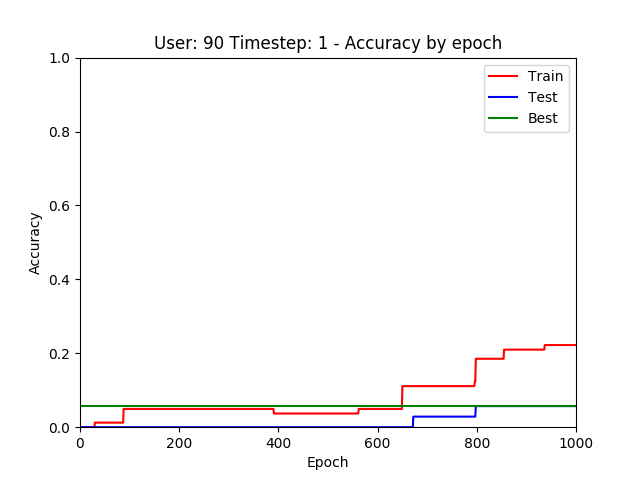 User: 90 Timestep: 1 - Accuracy by epoch
Train
Test
Best
Accuracy
1.0
0.8
0.6
0.4
0.2
0.0
0 200 400 600 800 1000
Epoch